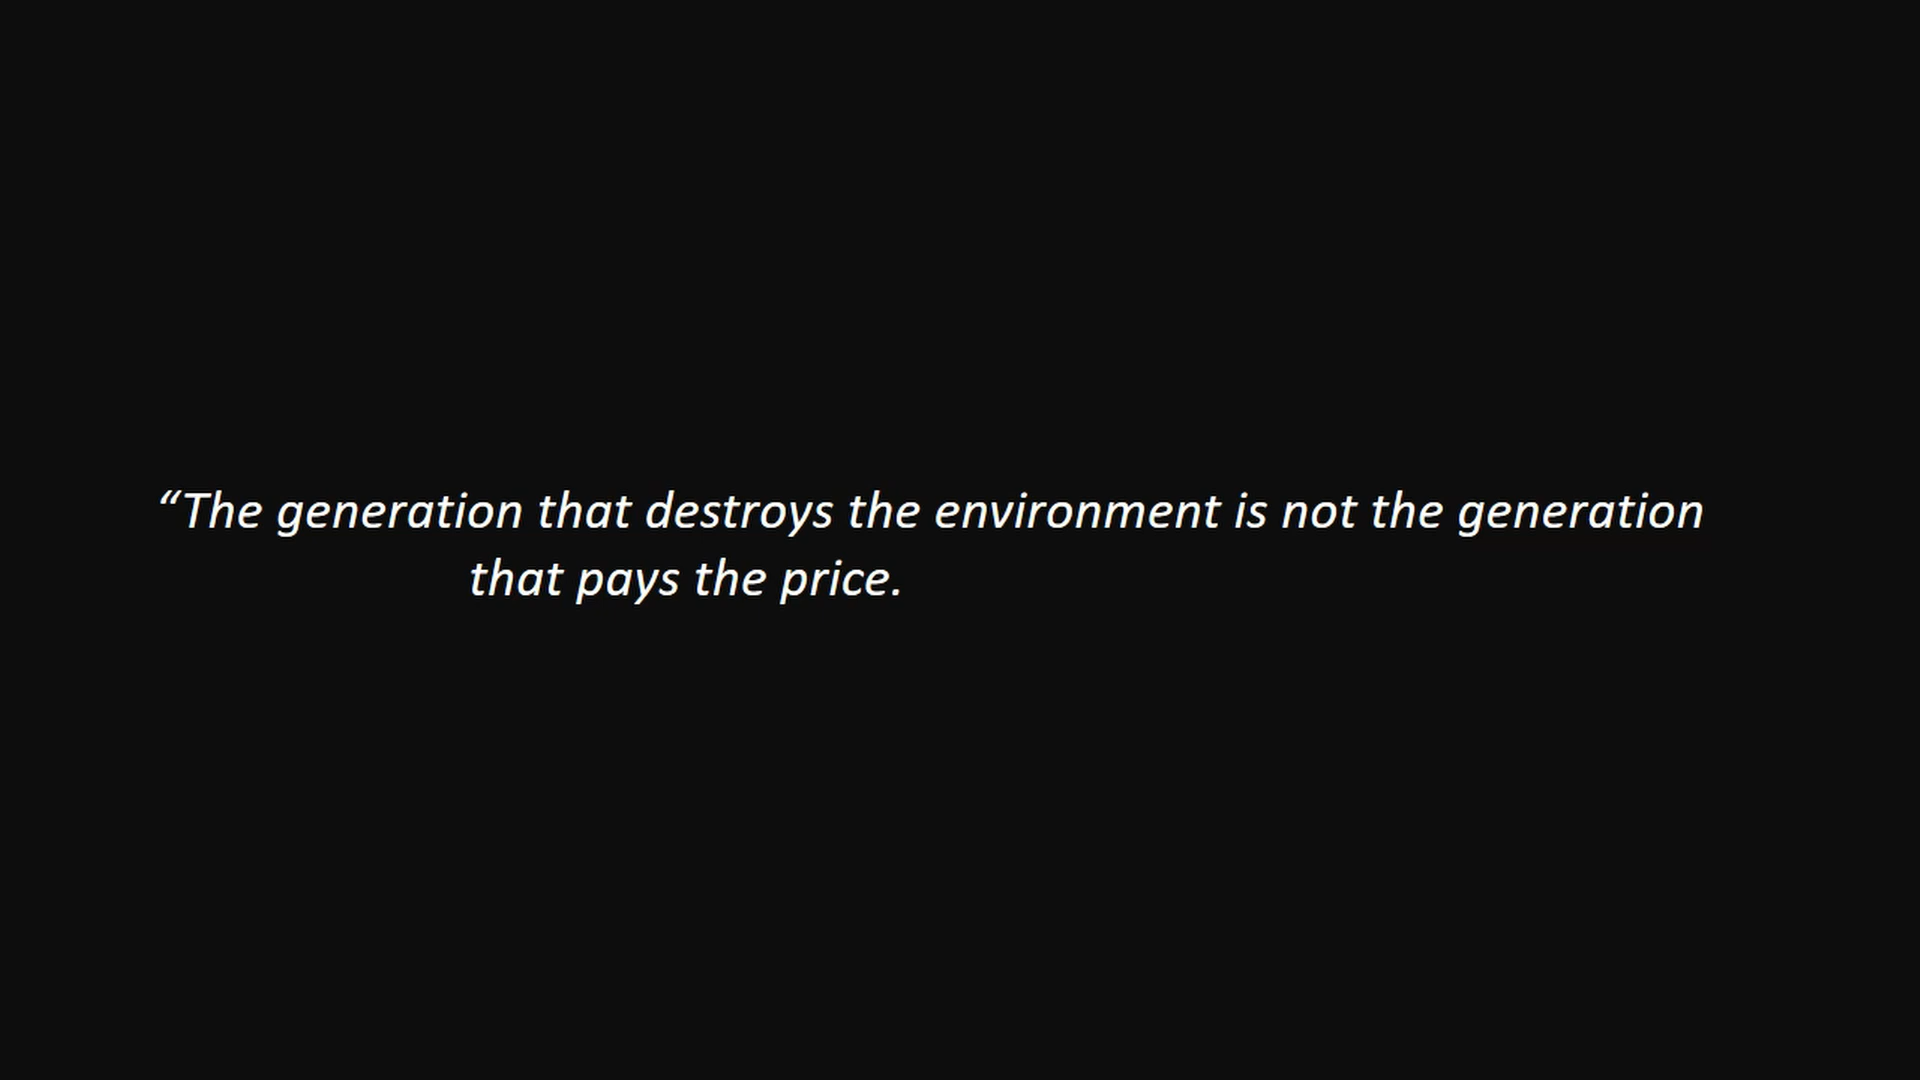 “The generation that destroys the environment is not the generation
that pays the price.